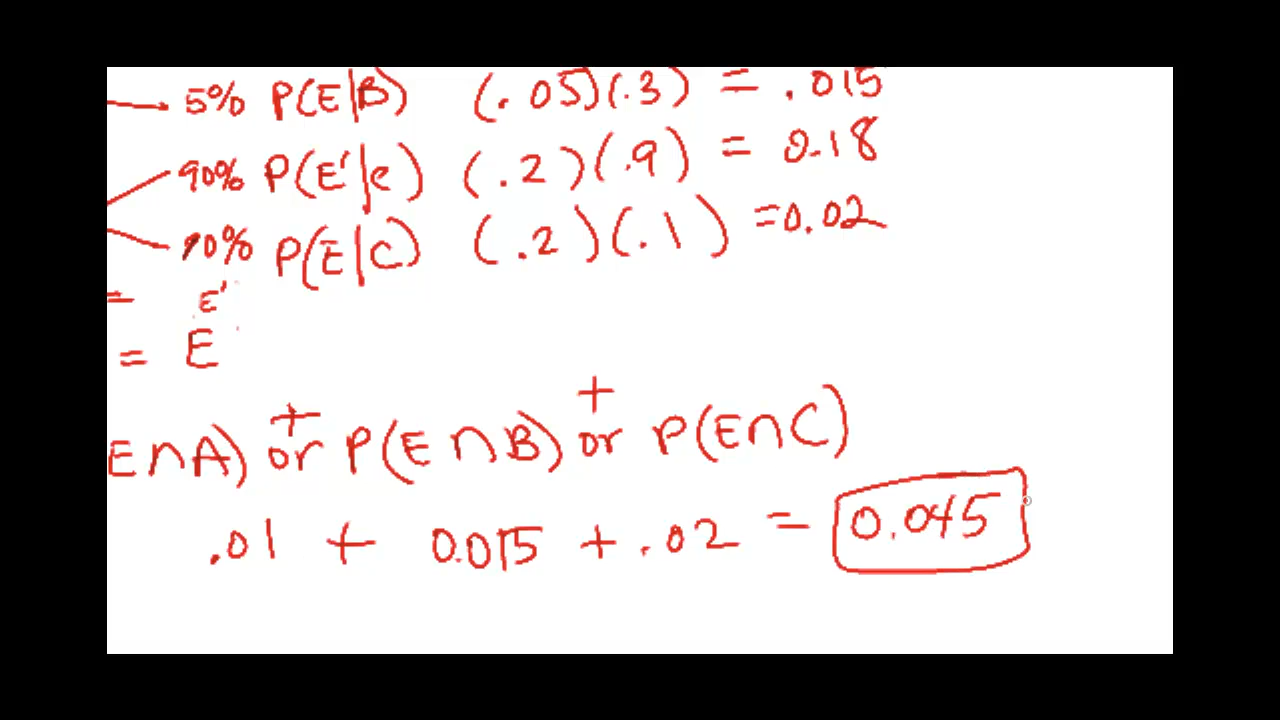 5% P(E|B) (.05)(.3) = .015
90% P(E'|C) (.2)(.9) = 0.18
10% P(E|C) (.2)(.1) = 0.02
= E'
= E
+ +
E∩A) or P(E∩B) or P(E∩C)
.01 + 0.015 + .02 = 0.045